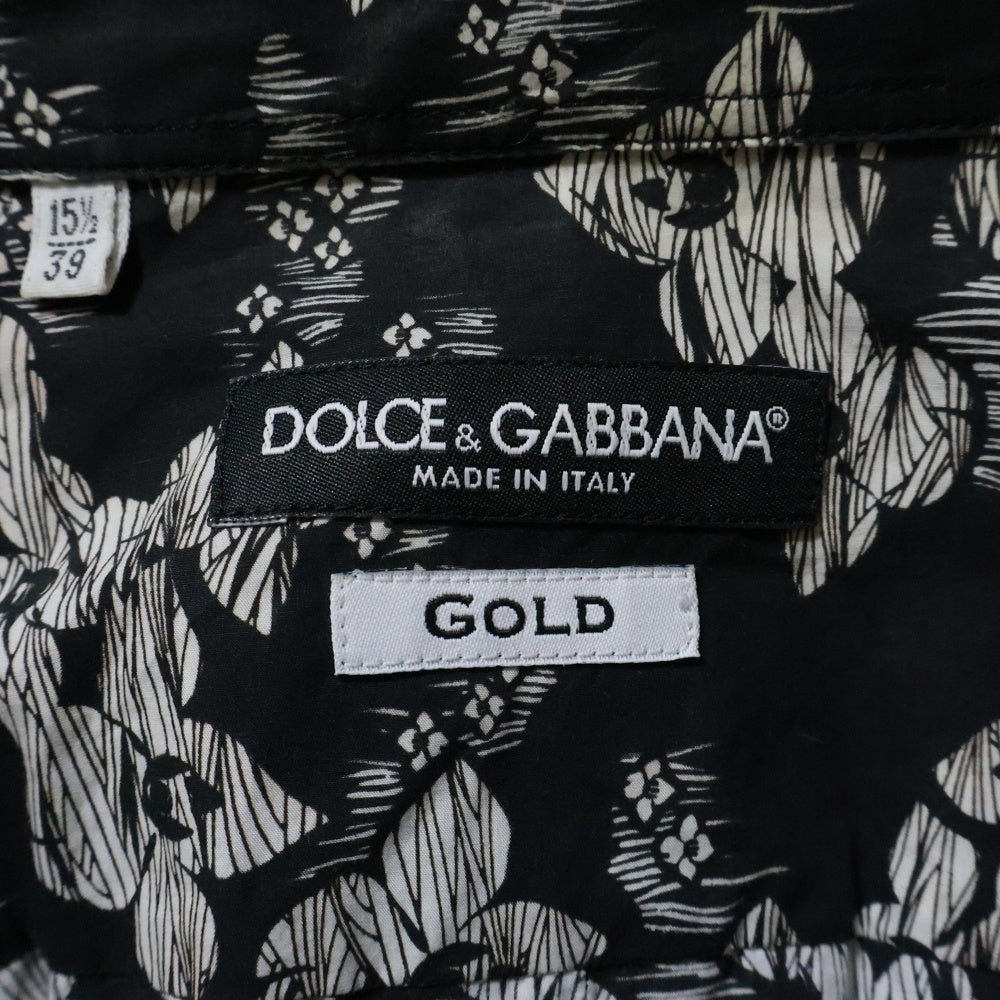 15½
39
DOLCE & GABBANA®
MADE IN ITALY
GOLD